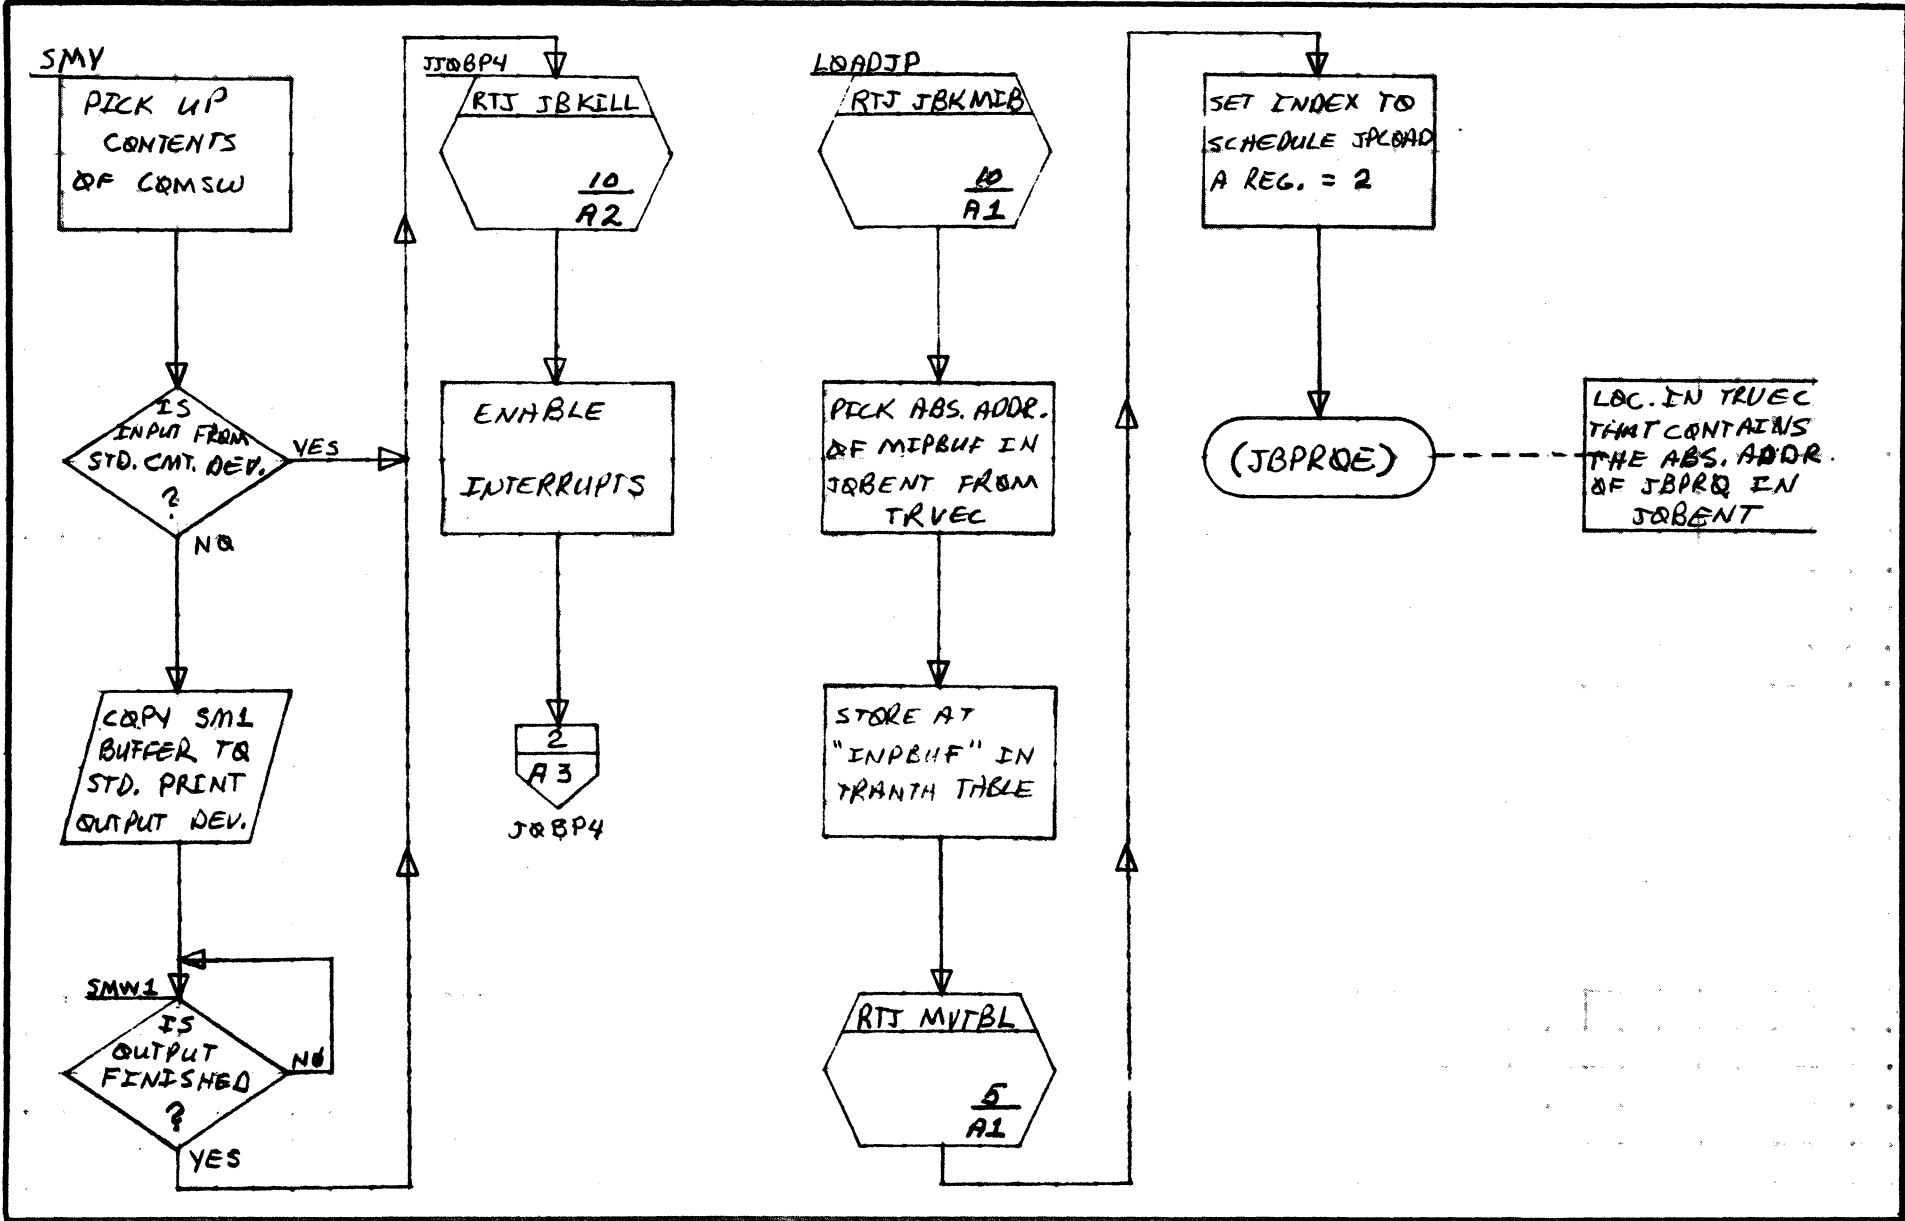 SMV
PICK UP
CONTENTS
OF COMSW
IS
INPUT FROM
STD. CMT. DEV.
?
YES
NO
COPY SM1
BUFFER TO
STD. PRINT
OUTPUT DEV.
SMW1
IS
OUTPUT
FINISHED
?
NO
YES
JJOBP4
RTJ JBKILL
10
A2
ENABLE
INTERRUPTS
2
A3
JOBP4
LOADJP
RTJ JBKMIB
10
A1
PICK ABS. ADDR.
OF MIPBUF IN
JOBENT FROM
TRVEC
STORE AT
"INPBUF" IN
TRANTA TABLE
RTJ MVTBL
5
A1
SET INDEX TO
SCHEDULE JPLOAD
A REG. = 2
(JBPROE)
LOC. IN TRVEC
THAT CONTAINS
THE ABS. ADDR.
OF JBPRO IN
JOBENT